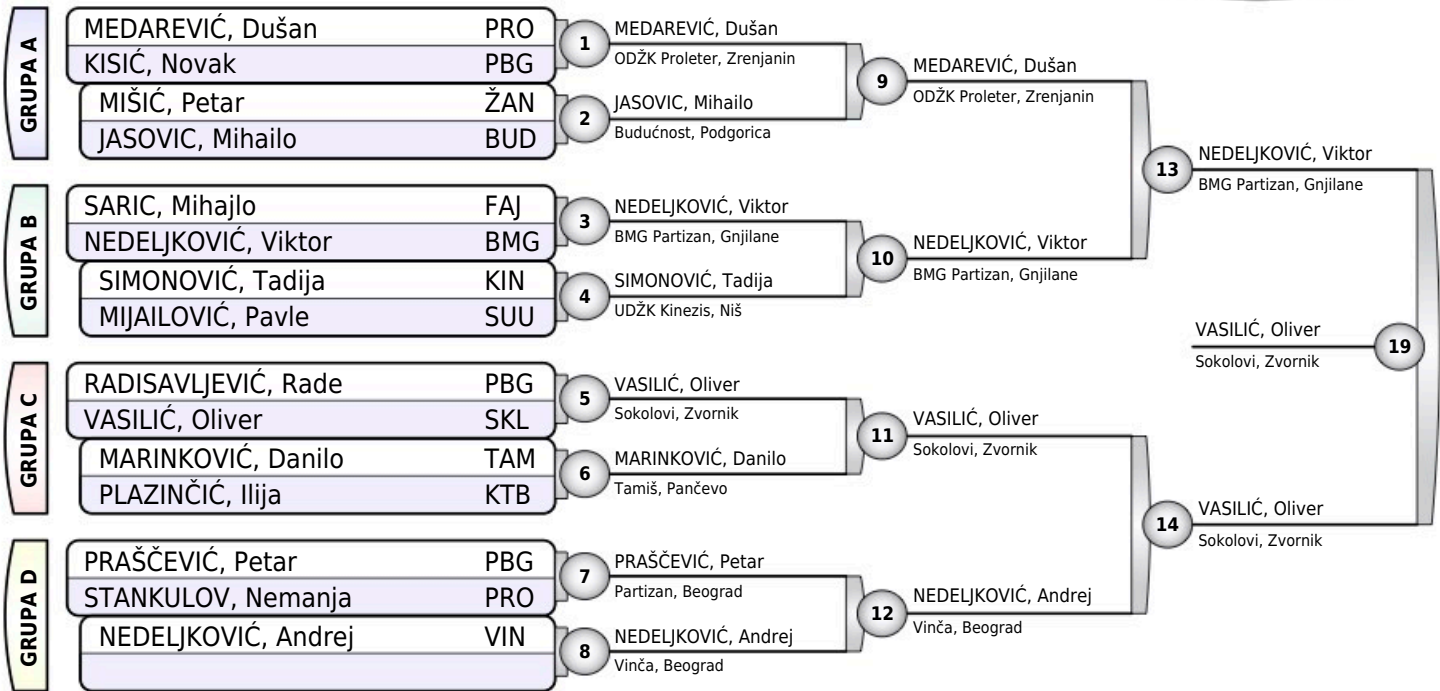 GRUPA A
MEDAREVIĆ, Dušan PRO
KISIĆ, Novak PBG
MIŠIĆ, Petar ŽAN
JASOVIC, Mihailo BUD
GRUPA B
SARIC, Mihajlo FAJ
NEDELJKOVIĆ, Viktor BMG
SIMONOVIĆ, Tadija KIN
MIJAILOVIĆ, Pavle SUU
GRUPA C
RADISAVLJEVIĆ, Rade PBG
VASILIĆ, Oliver SKL
MARINKOVIĆ, Danilo TAM
PLAZINČIĆ, Ilija KTB
GRUPA D
PRAŠČEVIĆ, Petar PBG
STANKULOV, Nemanja PRO
NEDELJKOVIĆ, Andrej VIN
1 MEDAREVIĆ, Dušan
ODŽK Proleter, Zrenjanin
2 JASOVIC, Mihailo
Budućnost, Podgorica
3 NEDELJKOVIĆ, Viktor
BMG Partizan, Gnjilane
4 SIMONOVIĆ, Tadija
UDŽK Kinezis, Niš
5 VASILIĆ, Oliver
Sokolovi, Zvornik
6 MARINKOVIĆ, Danilo
Tamiš, Pančevo
7 PRAŠČEVIĆ, Petar
Partizan, Beograd
8 NEDELJKOVIĆ, Andrej
Vinča, Beograd
9 MEDAREVIĆ, Dušan
ODŽK Proleter, Zrenjanin
10 NEDELJKOVIĆ, Viktor
BMG Partizan, Gnjilane
11 VASILIĆ, Oliver
Sokolovi, Zvornik
12 NEDELJKOVIĆ, Andrej
Vinča, Beograd
13 NEDELJKOVIĆ, Viktor
BMG Partizan, Gnjilane
14 VASILIĆ, Oliver
Sokolovi, Zvornik
VASILIĆ, Oliver 19
Sokolovi, Zvornik